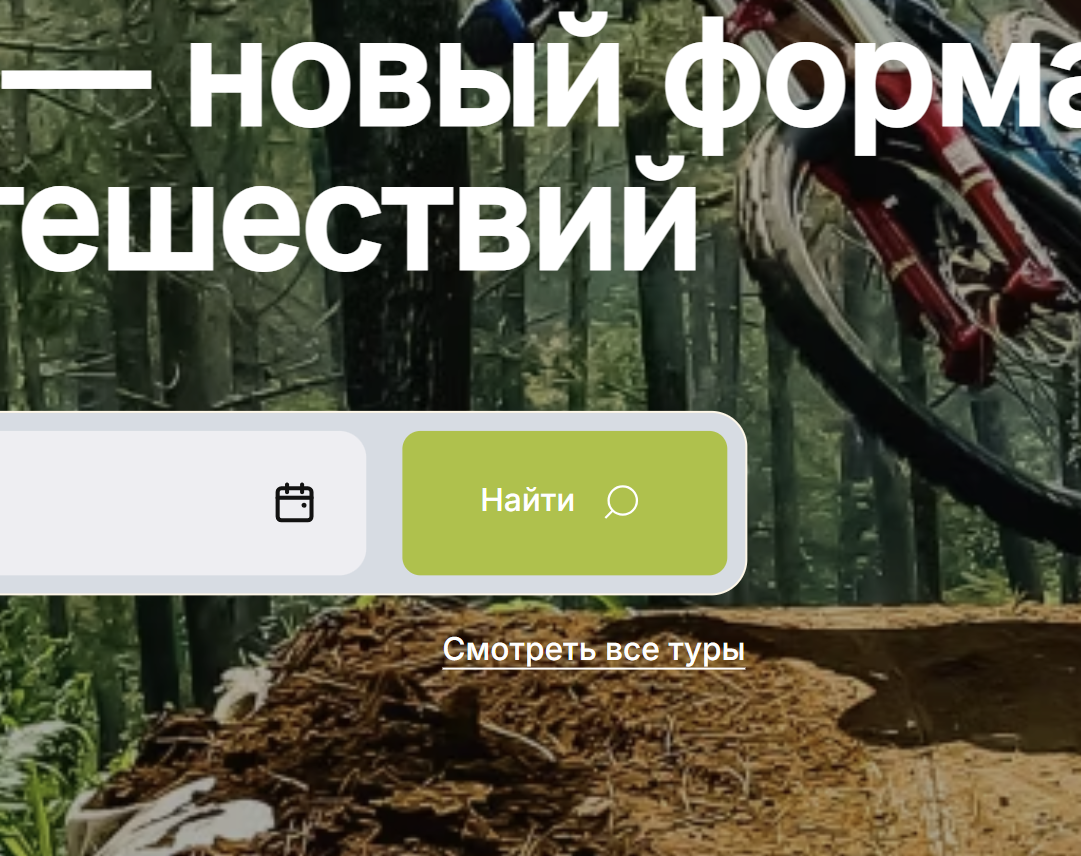 — новый форма
тешествий
Найти
Смотреть все туры